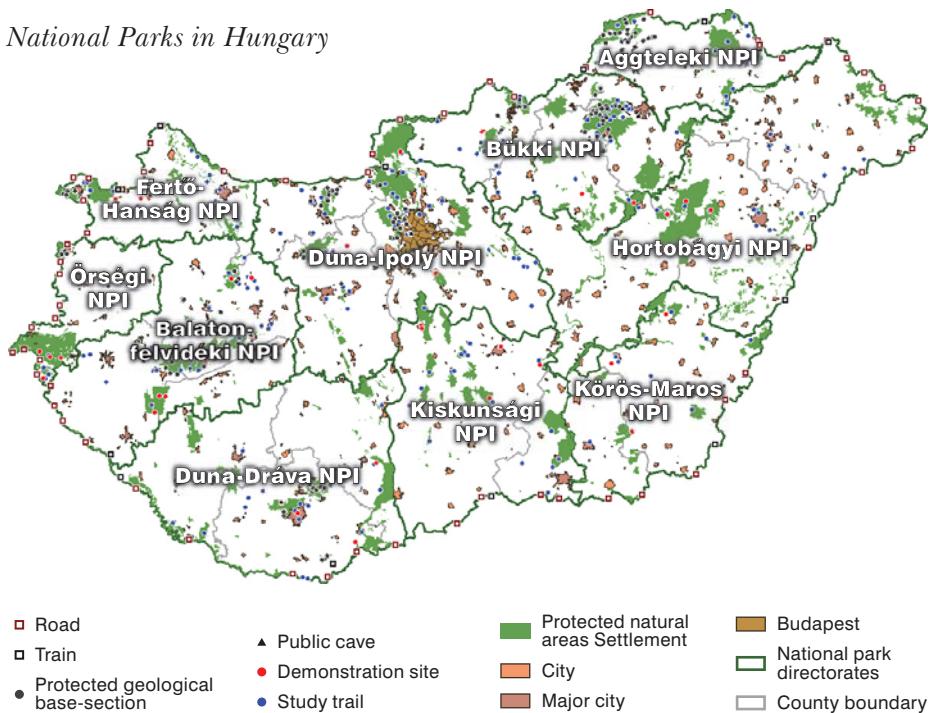 National Parks in Hungary
Aggteleki NPI
Bükki NPI
Fertő-
Hanság NPI
Duna-Ipoly NPI
Hortobágyi NPI
Őrségi
NPI
Balaton-
felvidéki NPI
Körös-Maros
NPI
Kiskunsági
NPI
Duna-Dráva NPI
Road
Train
Protected geological
base-section
Public cave
Demonstration site
Study trail
Protected natural
areas Settlement
City
Major city
Budapest
National park
directorates
County boundary